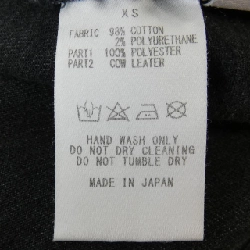 XS
FABRIC 98% COTTON
2% POLYURETHANE
PART1 100% POLYESTER
PART2 COW LEATER
HAND WASH ONLY
DO NOT DRY CLEANING
DO NOT TUMBLE DRY
MADE IN JAPAN